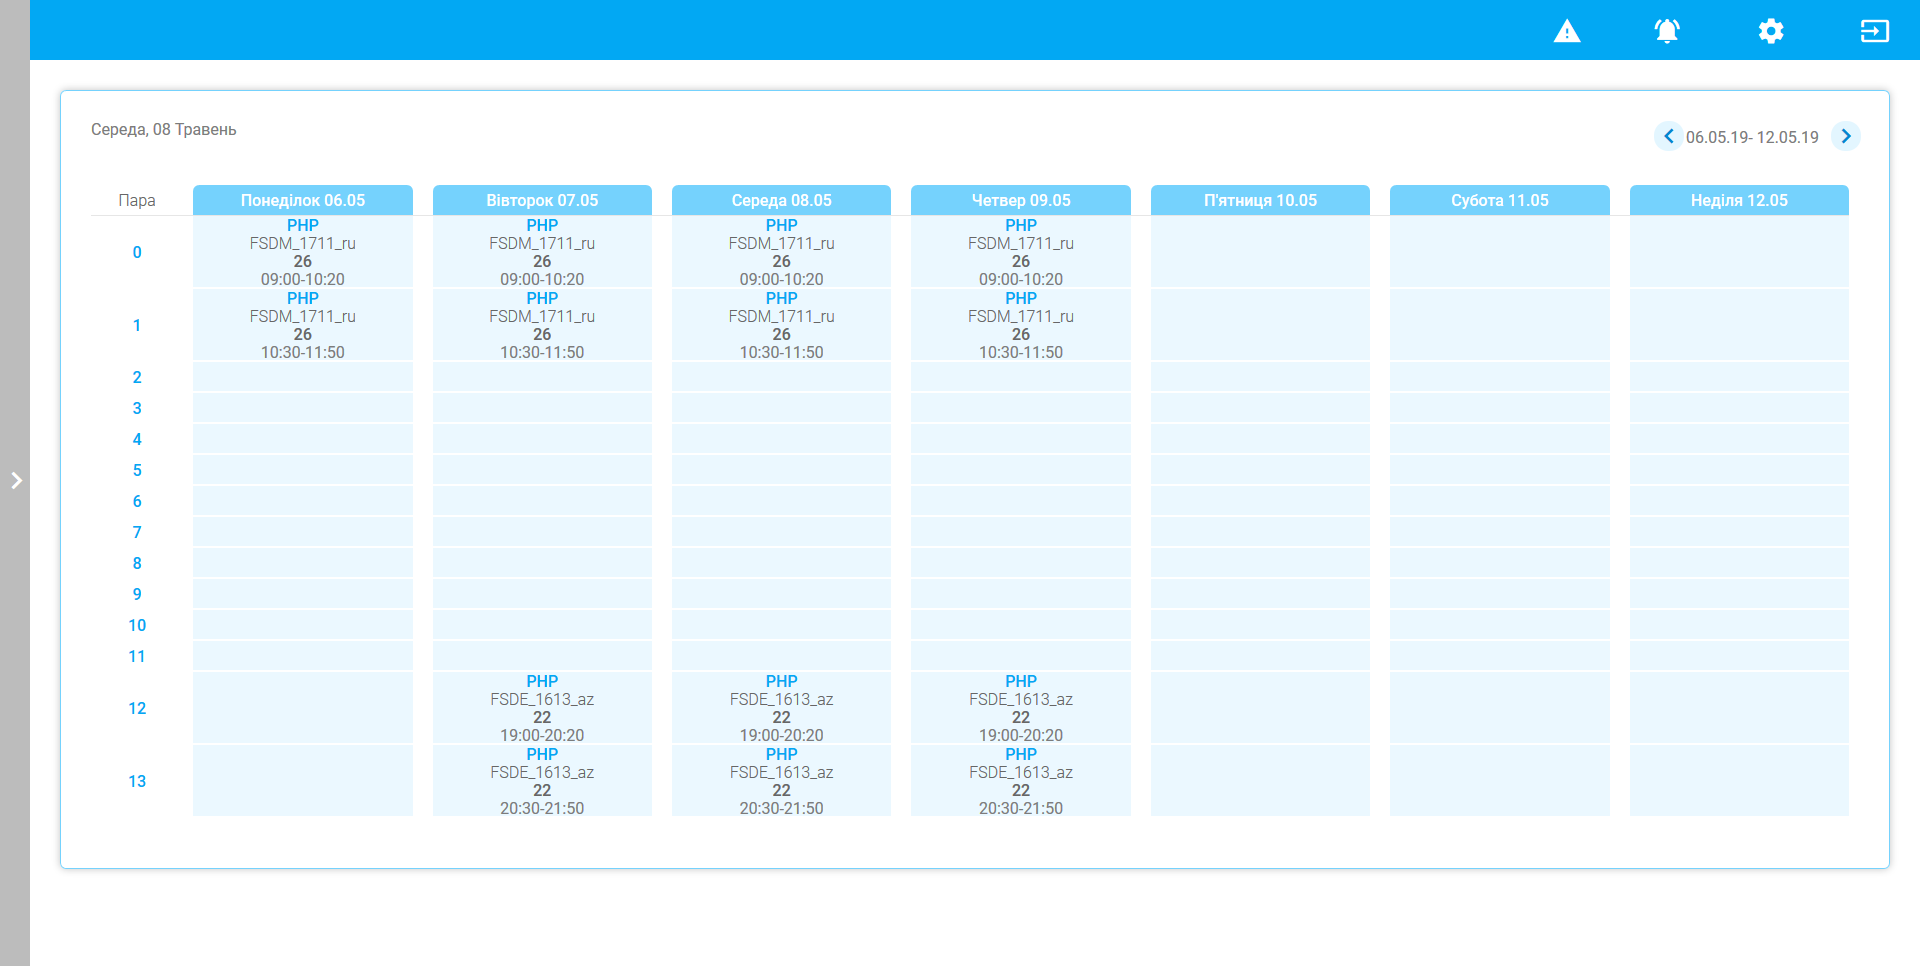 Середа, 08 Травень
06.05.19- 12.05.19
Пара Понеділок 06.05 Вівторок 07.05 Середа 08.05 Четвер 09.05 П'ятниця 10.05 Субота 11.05 Неділя 12.05
PHP PHP PHP PHP
FSDM_1711_ru FSDM_1711_ru FSDM_1711_ru FSDM_1711_ru
0
26 26 26 26
09:00-10:20 09:00-10:20 09:00-10:20 09:00-10:20
PHP PHP PHP PHP
FSDM_1711_ru FSDM_1711_ru FSDM_1711_ru FSDM_1711_ru
1
26 26 26 26
10:30-11:50 10:30-11:50 10:30-11:50 10:30-11:50
2
3
4
5
6
7
8
9
10
11
PHP PHP PHP
FSDE_1613_az FSDE_1613_az FSDE_1613_az
12
22 22 22
19:00-20:20 19:00-20:20 19:00-20:20
PHP PHP PHP
FSDE_1613_az FSDE_1613_az FSDE_1613_az
13
22 22 22
20:30-21:50 20:30-21:50 20:30-21:50